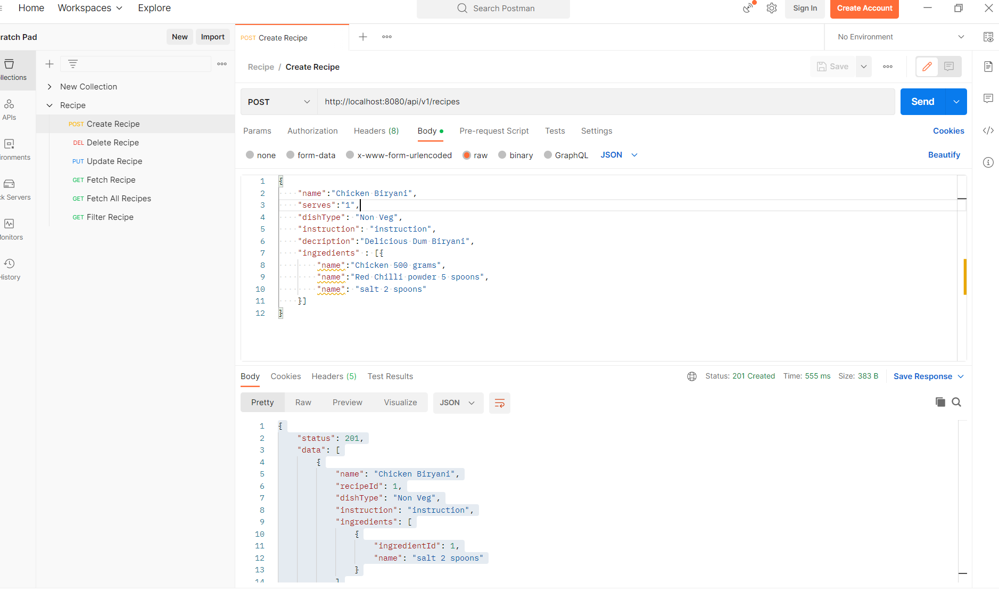 Home Workspaces Explore Search Postman Sign In Create Account
ratch Pad New Import POST Create Recipe No Environment
Recipe / Create Recipe Save
llections
New Collection
Recipe
POST Create Recipe
DEL Delete Recipe
PUT Update Recipe
GET Fetch Recipe
GET Fetch All Recipes
GET Filter Recipe
APIs
ironments
ck Servers
onitors
History
POST http://localhost:8080/api/v1/recipes Send
Params Authorization Headers (8) Body Pre-request Script Tests Settings Cookies
none form-data x-www-form-urlencoded raw binary GraphQL JSON Beautify
1 {
2 "name":"Chicken Biryani",
3 "serves":"1",
4 "dishType": "Non Veg",
5 "instruction": "instruction",
6 "decription":"Delicious Dum Biryani",
7 "ingredients" : [{
8 "name":"Chicken 500 grams",
9 "name":"Red Chilli powder 5 spoons",
10 "name": "salt 2 spoons"
11 }]
12 }
Body Cookies Headers (5) Test Results Status: 201 Created Time: 555 ms Size: 383 B Save Response
Pretty Raw Preview Visualize JSON
1 {
2 "status": 201,
3 "data": [
4 {
5 "name": "Chicken Biryani",
6 "recipeId": 1,
7 "dishType": "Non Veg",
8 "instruction": "instruction",
9 "ingredients": [
10 {
11 "ingredientId": 1,
12 "name": "salt 2 spoons"
13 }
14 ]